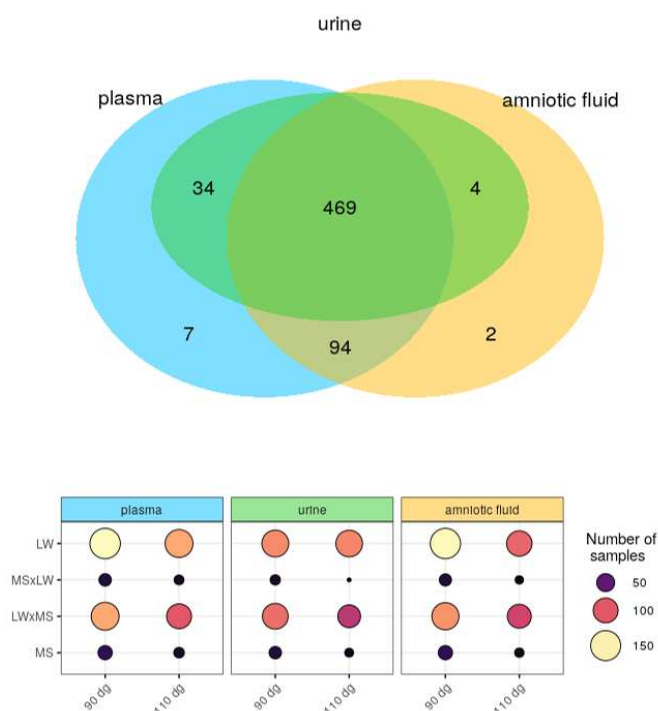 urine
plasma
amniotic fluid
34
469
4
7
94
2
plasma
urine
amniotic fluid
LW
MSxLW
LWxMS
MS
90 dg
110 dg
90 dg
110 dg
90 dg
110 dg
Number of
samples
50
100
150